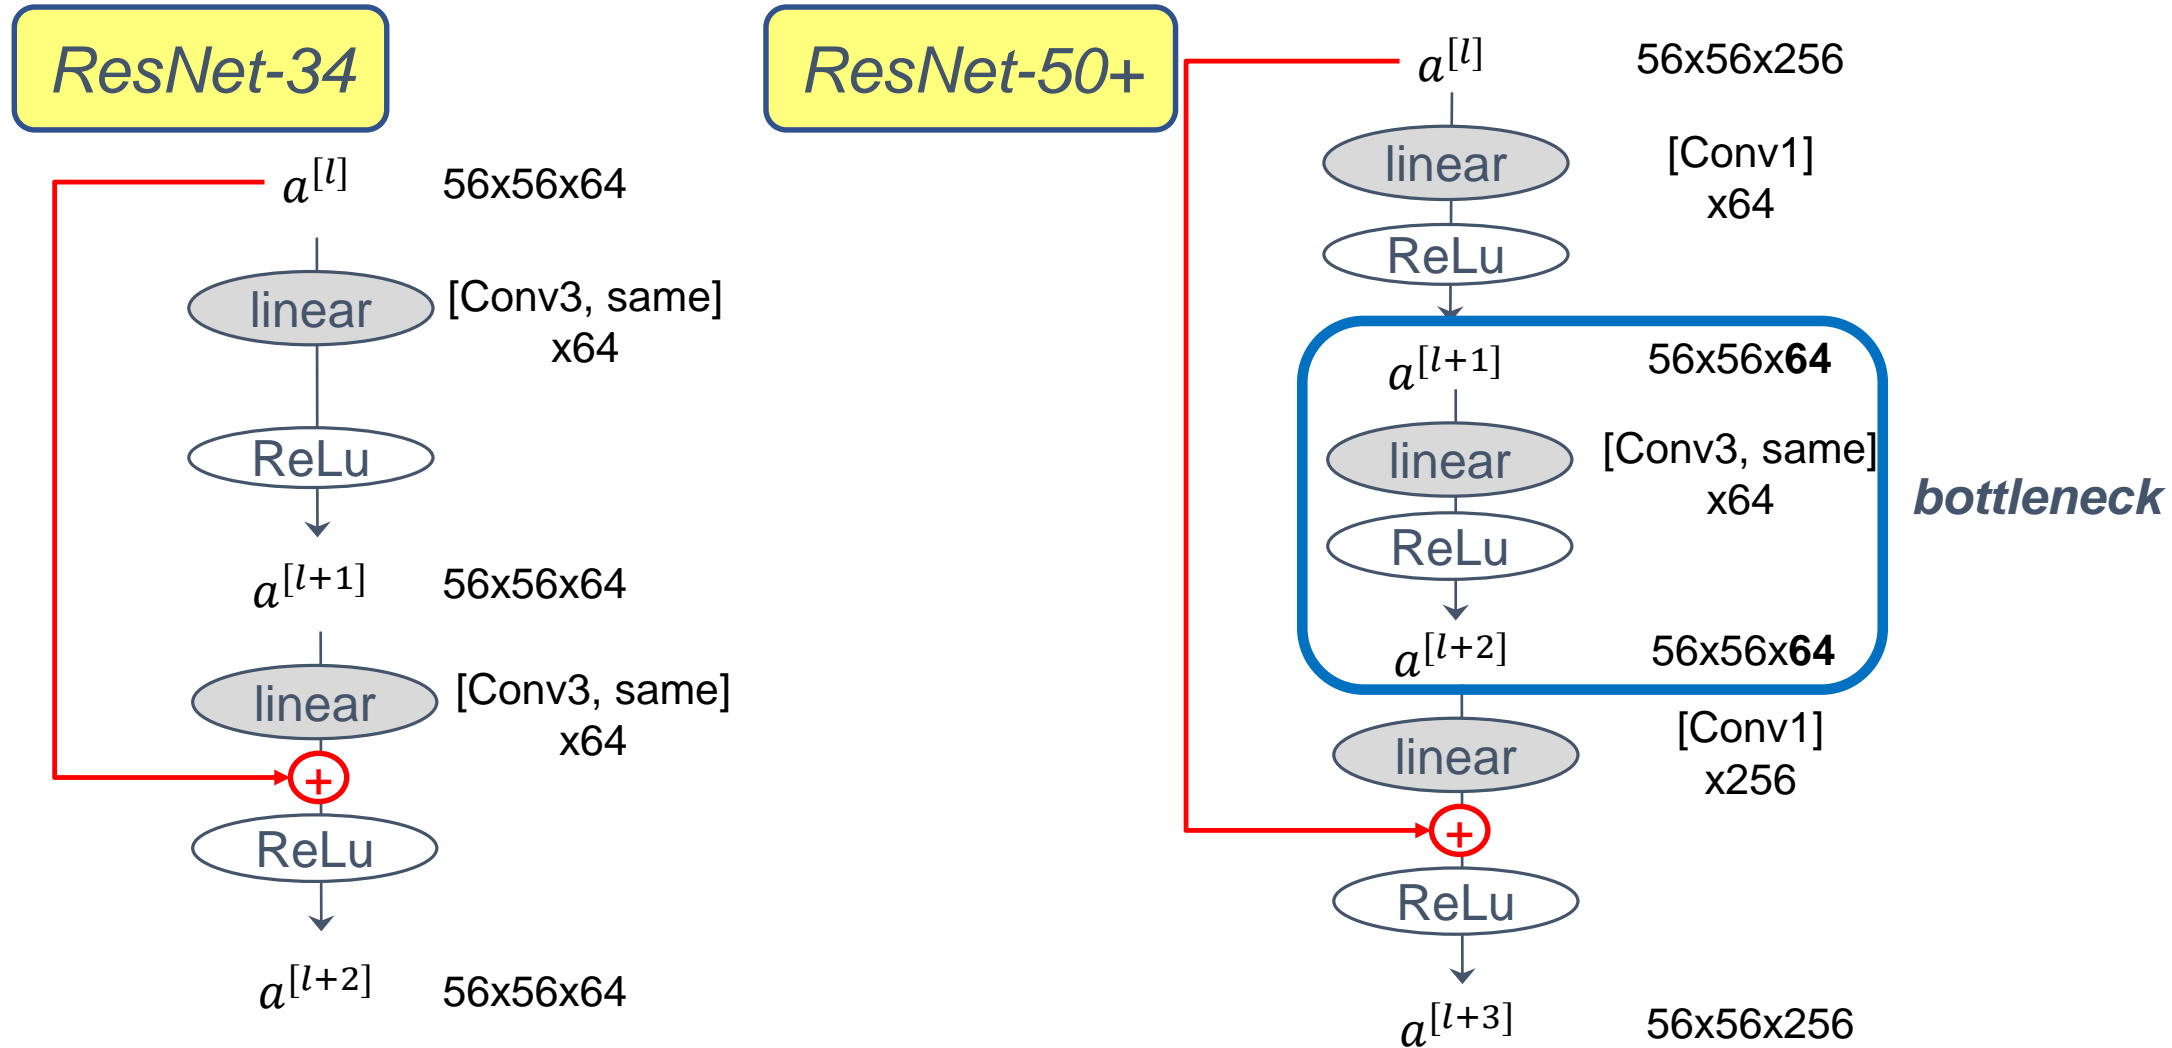 ResNet-34
a^[l] 56x56x64
linear [Conv3, same]
x64
ReLu
a^[l+1] 56x56x64
linear [Conv3, same]
x64
+
ReLu
a^[l+2] 56x56x64
ResNet-50+
a^[l] 56x56x256
linear [Conv1]
x64
ReLu
a^[l+1] 56x56x64
linear [Conv3, same]
x64
ReLu
a^[l+2] 56x56x64
bottleneck
linear [Conv1]
x256
+
ReLu
a^[l+3] 56x56x256